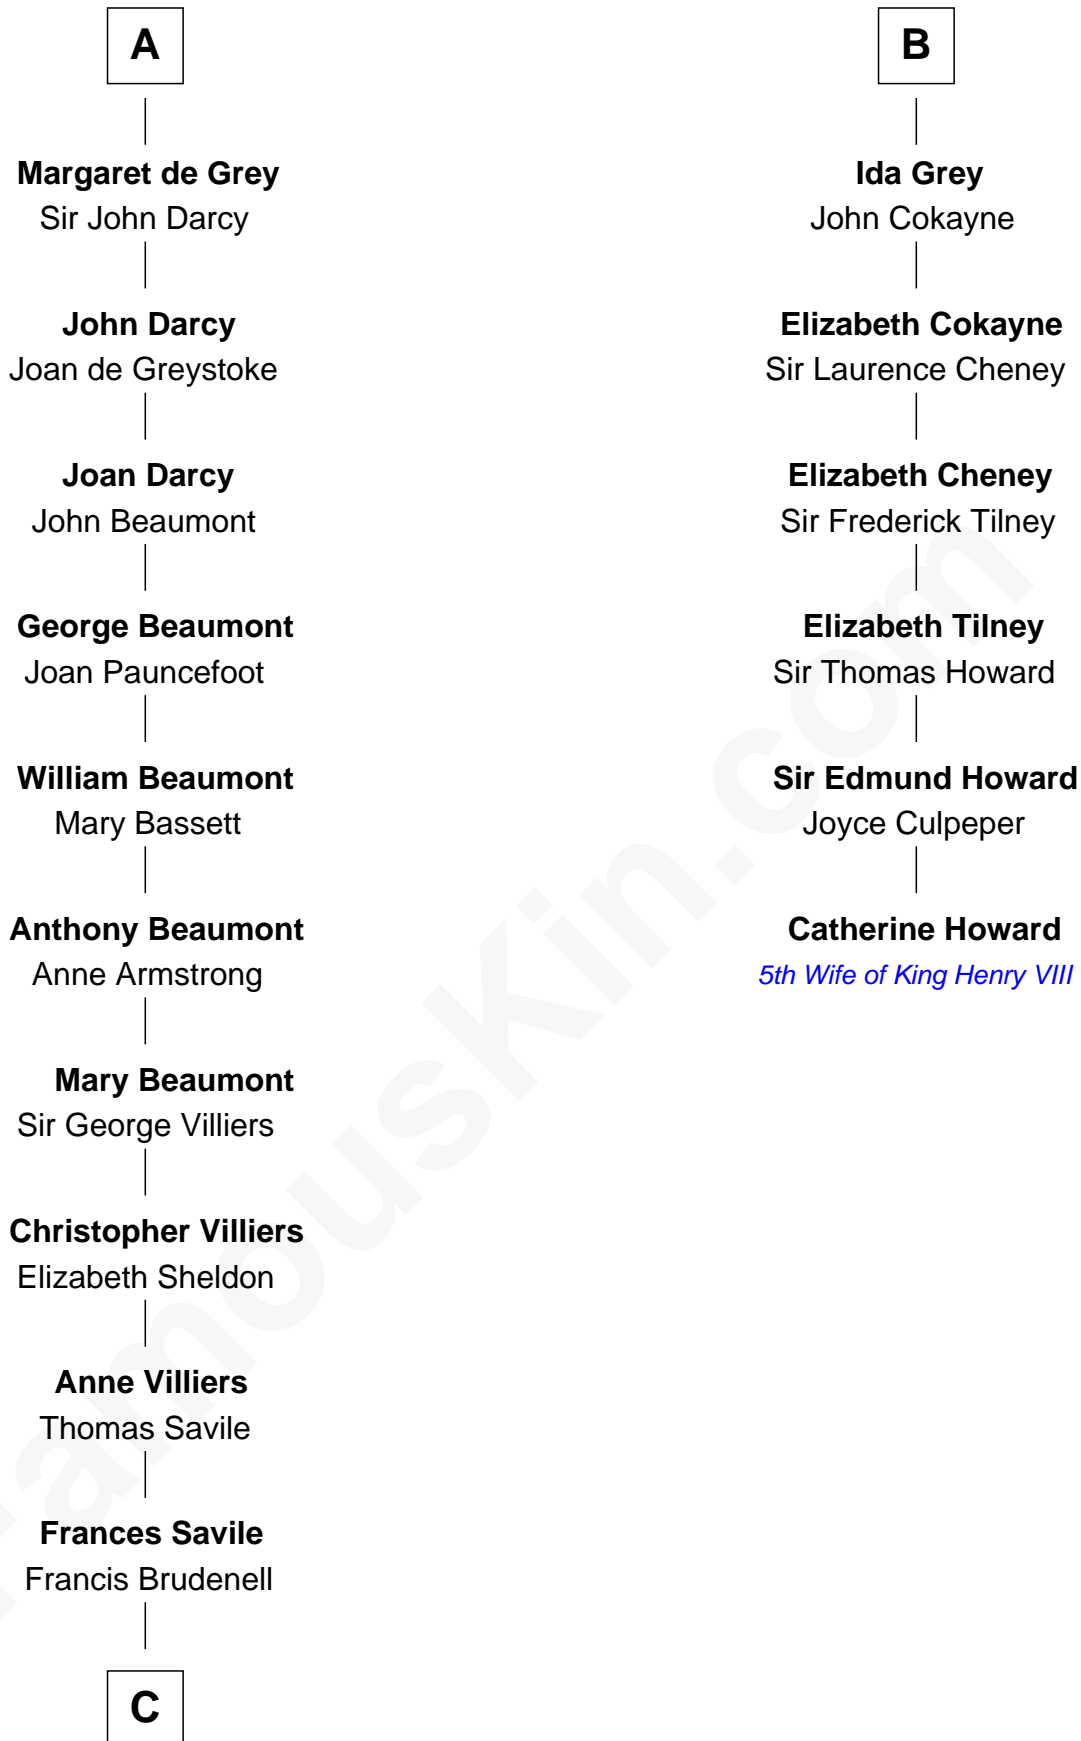 A
Margaret de Grey
Sir John Darcy
John Darcy
Joan de Greystoke
Joan Darcy
John Beaumont
George Beaumont
Joan Pauncefoot
William Beaumont
Mary Bassett
Anthony Beaumont
Anne Armstrong
Mary Beaumont
Sir George Villiers
Christopher Villiers
Elizabeth Sheldon
Anne Villiers
Thomas Savile
Frances Savile
Francis Brudenell
C
B
Ida Grey
John Cokayne
Elizabeth Cokayne
Sir Laurence Cheney
Elizabeth Cheney
Sir Frederick Tilney
Elizabeth Tilney
Sir Thomas Howard
Sir Edmund Howard
Joyce Culpeper
Catherine Howard
5th Wife of King Henry VIII
FamousKin.com